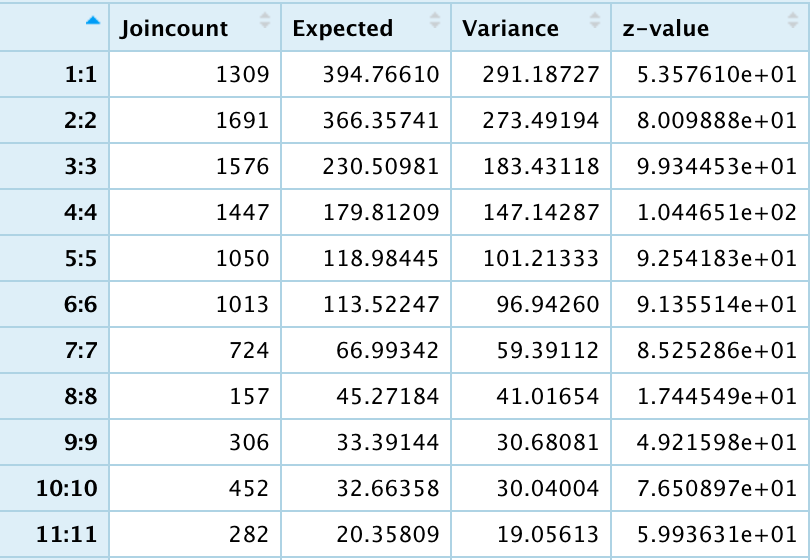 Joincount Expected Variance z-value
1:1 1309 394.76610 291.18727 5.357610e+01
2:2 1691 366.35741 273.49194 8.009888e+01
3:3 1576 230.50981 183.43118 9.934453e+01
4:4 1447 179.81209 147.14287 1.044651e+02
5:5 1050 118.98445 101.21333 9.254183e+01
6:6 1013 113.52247 96.94260 9.135514e+01
7:7 724 66.99342 59.39112 8.525286e+01
8:8 157 45.27184 41.01654 1.744549e+01
9:9 306 33.39144 30.68081 4.921598e+01
10:10 452 32.66358 30.04004 7.650897e+01
11:11 282 20.35809 19.05613 5.993631e+01